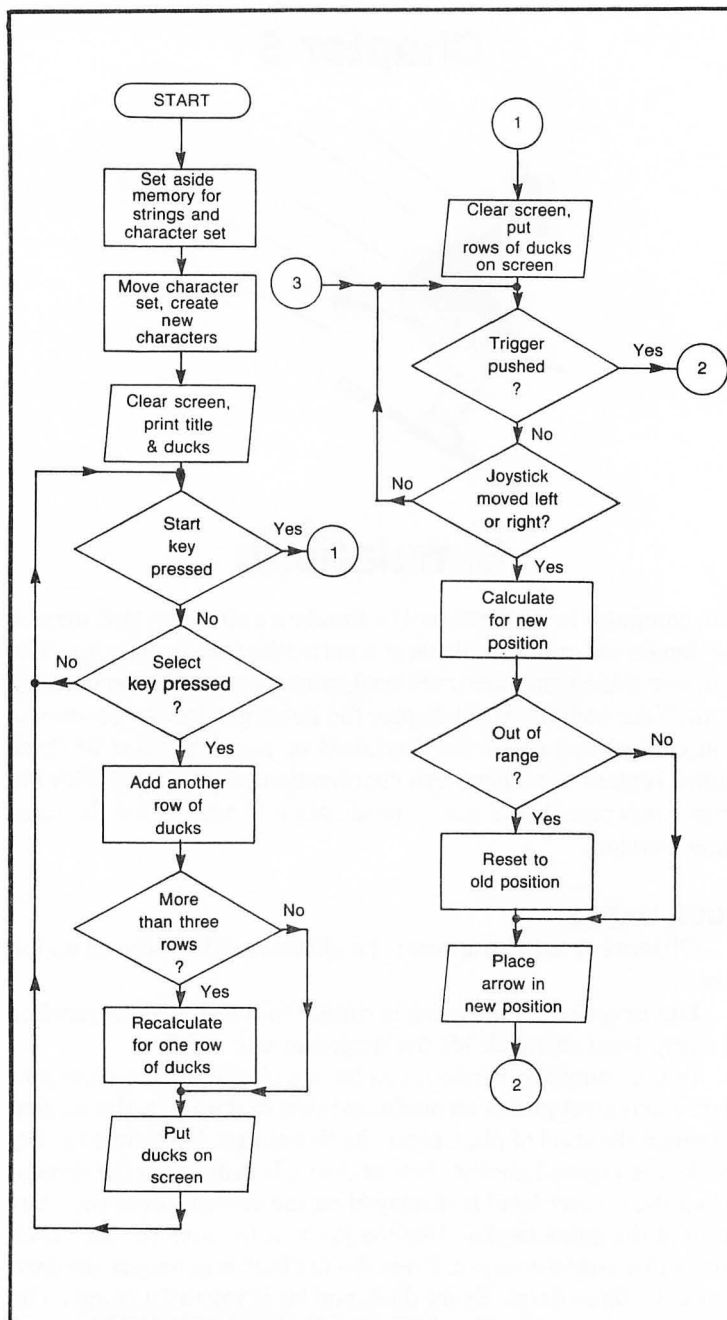 START
Set aside
memory for
strings and
character set
Move character
set, create
new
characters
Clear screen,
print title
& ducks
Start
key
pressed
Yes
1
No
Select
key pressed
?
No
Yes
Add another
row of
ducks
More
than three
rows
?
No
Yes
Recalculate
for one row
of ducks
Put
ducks on
screen
1
Clear screen,
put
rows of ducks
on screen
3
Trigger
pushed
?
Yes
2
No
Joystick
moved left
or right?
No
Yes
Calculate
for new
position
Out of
range
?
No
Yes
Reset to
old position
Place
arrow in
new position
2